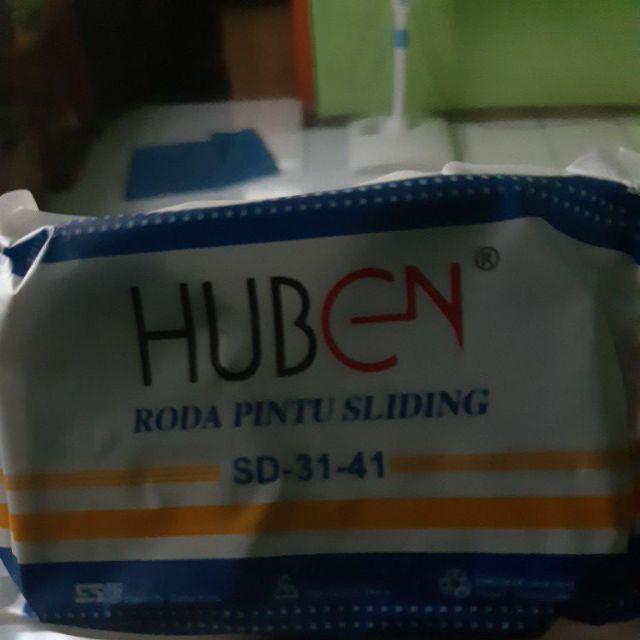 HUBEN ®
RODA PINTU SLIDING
SD-31-41